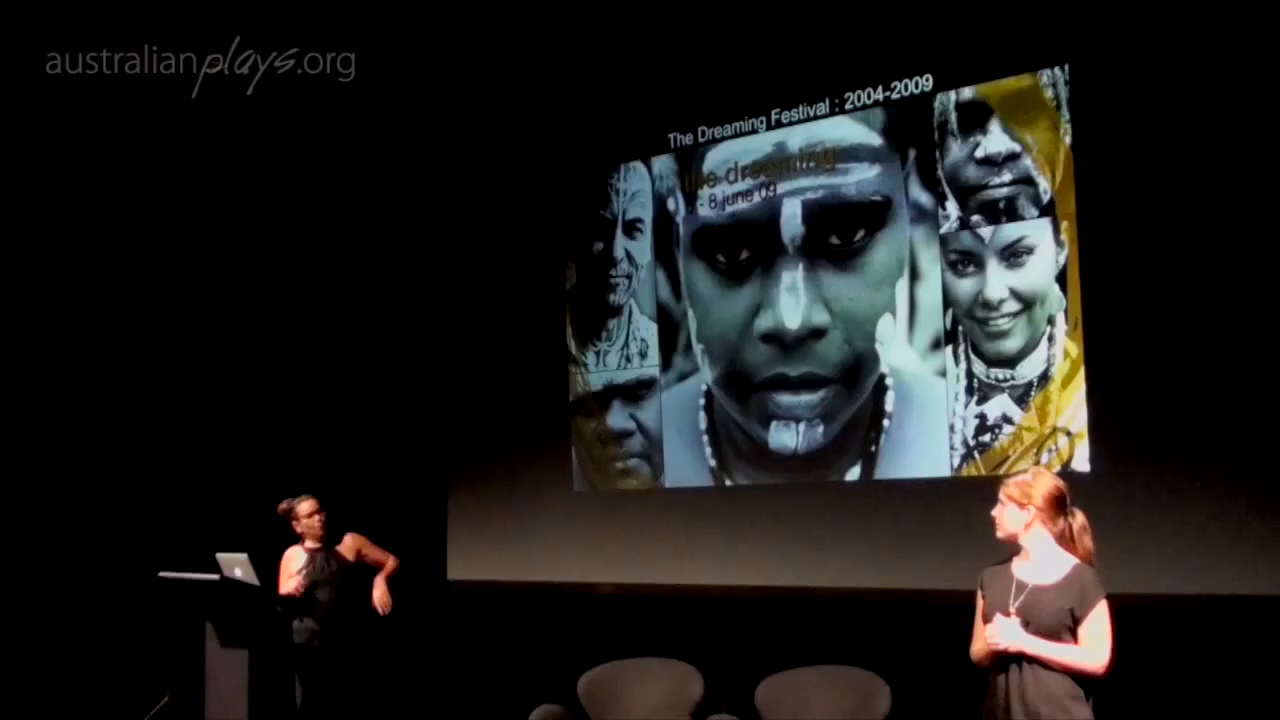 australianplays.org
The Dreaming Festival : 2004-2009
the dreaming
- 8 june 09